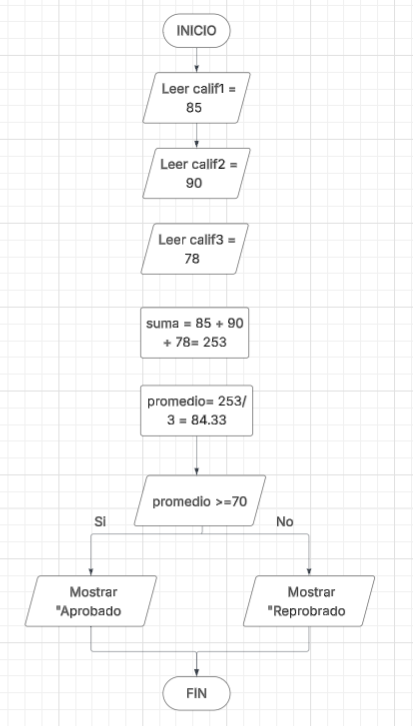 INICIO
Leer calif1 =
85
Leer calif2 =
90
Leer calif3 =
78
suma = 85 + 90
+ 78= 253
promedio= 253/
3 = 84.33
promedio >=70
Si
No
Mostrar
"Aprobado
Mostrar
"Reprobrado
FIN